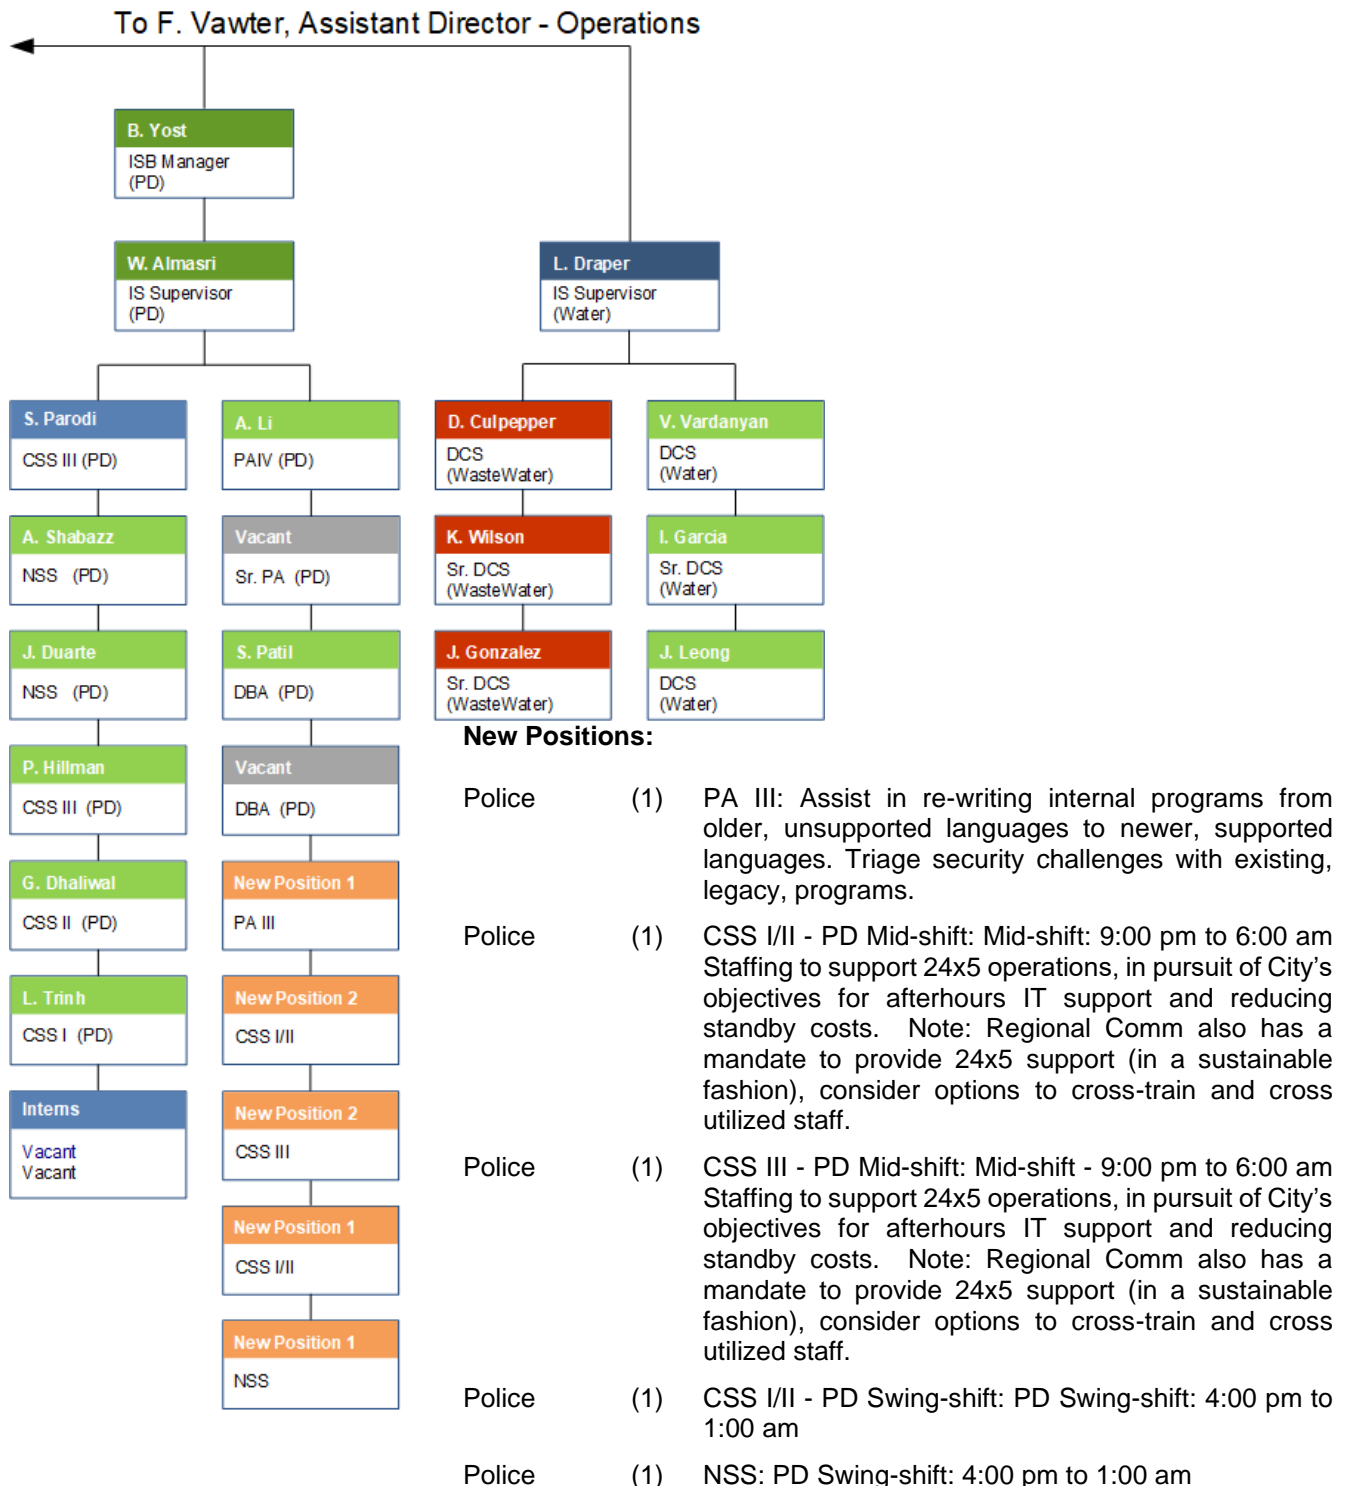 To F. Vawter, Assistant Director - Operations
B. Yost
ISB Manager
(PD)
W. Almasri
IS Supervisor
(PD)
L. Draper
IS Supervisor
(Water)
S. Parodi
CSS III (PD)
A. Shabazz
NSS (PD)
J. Duarte
NSS (PD)
P. Hillman
CSS III (PD)
G. Dhaliwal
CSS II (PD)
L. Trinh
CSS I (PD)
Interns
Vacant
Vacant
A. Li
PAIV (PD)
Vacant
Sr. PA (PD)
S. Patil
DBA (PD)
Vacant
DBA (PD)
New Position 1
PA III
New Position 2
CSS I/II
New Position 2
CSS III
New Position 1
CSS I/II
New Position 1
NSS
D. Culpepper
DCS
(WasteWater)
K. Wilson
Sr. DCS
(WasteWater)
J. Gonzalez
Sr. DCS
(WasteWater)
V. Vardanyan
DCS
(Water)
I. Garcia
Sr. DCS
(Water)
J. Leong
DCS
(Water)
New Positions:
Police (1) PA III: Assist in re-writing internal programs from
older, unsupported languages to newer, supported
languages. Triage security challenges with existing,
legacy, programs.
Police (1) CSS I/II - PD Mid-shift: Mid-shift: 9:00 pm to 6:00 am
Staffing to support 24x5 operations, in pursuit of City's
objectives for afterhours IT support and reducing
standby costs. Note: Regional Comm also has a
mandate to provide 24x5 support (in a sustainable
fashion), consider options to cross-train and cross
utilized staff.
Police (1) CSS III - PD Mid-shift: Mid-shift - 9:00 pm to 6:00 am
Staffing to support 24x5 operations, in pursuit of City's
objectives for afterhours IT support and reducing
standby costs. Note: Regional Comm also has a
mandate to provide 24x5 support (in a sustainable
fashion), consider options to cross-train and cross
utilized staff.
Police (1) CSS I/II - PD Swing-shift: PD Swing-shift: 4:00 pm to
1:00 am
Police (1) NSS: PD Swing-shift: 4:00 pm to 1:00 am